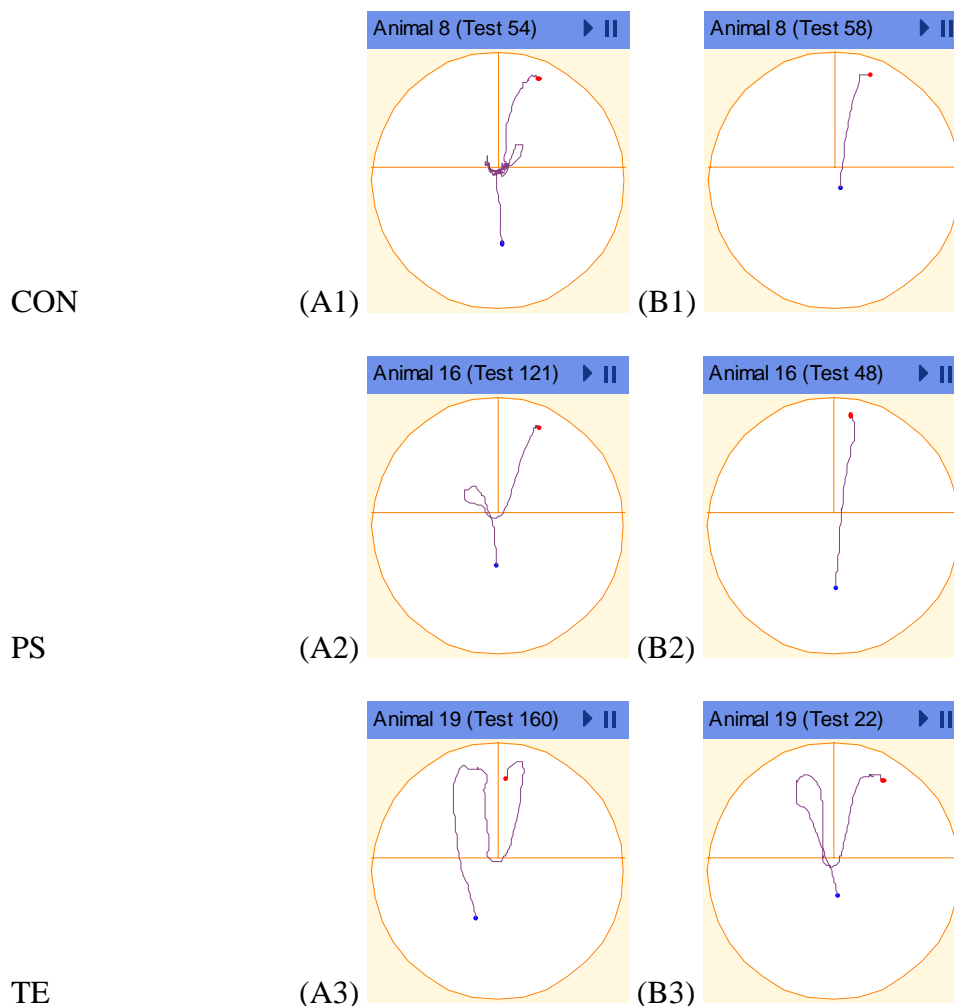 Animal 8 (Test 54)
Animal 8 (Test 58)
CON
(A1)
(B1)
Animal 16 (Test 121)
Animal 16 (Test 48)
PS
(A2)
(B2)
Animal 19 (Test 160)
Animal 19 (Test 22)
TE
(A3)
(B3)